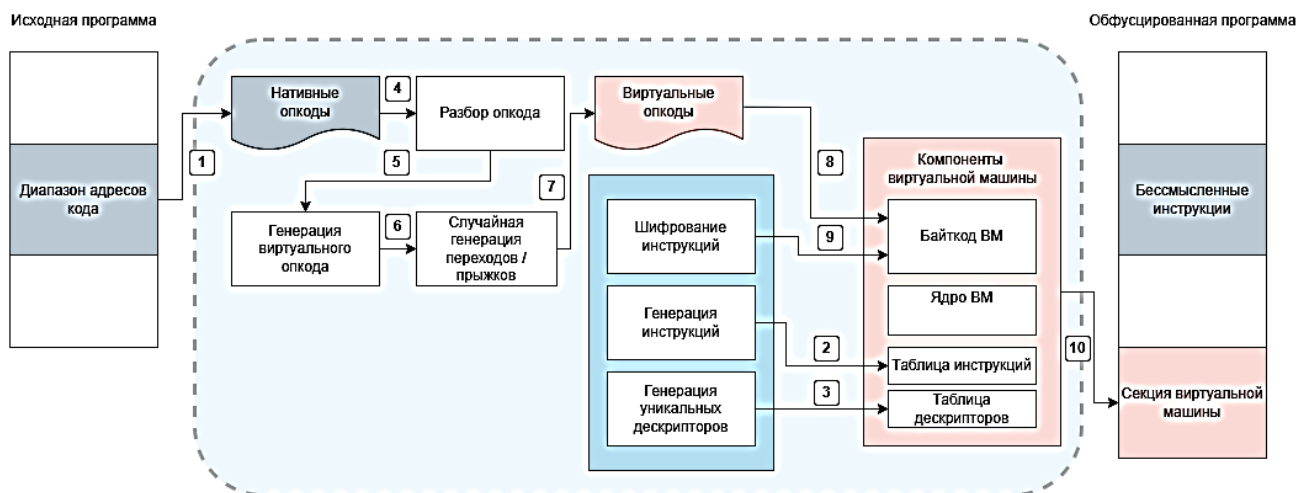 Исходная программа
Обфусцированная программа
Нативные
опкоды
4
Разбор опкода
Виртуальные
опкоды
1
5
7
8
Диапазон адресов
кода
Компоненты
виртуальной машины
Бессмысленные
инструкции
Генерация
виртуального
опкода
6
Случайная
генерация
переходов /
прыжков
Шифрование
инструкций
9
Байткод ВМ
Генерация
инструкций
2
Ядро ВМ
10
Таблица инструкций
Генерация
уникальных
дескрипторов
3
Таблица
дескрипторов
Секция виртуальной
машины